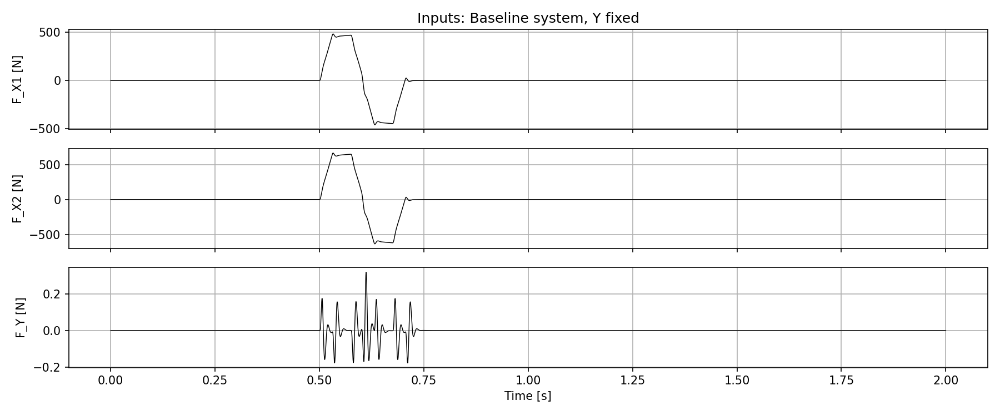 Inputs: Baseline system, Y fixed
F_X1 [N]
500
0
−500
F_X2 [N]
500
0
−500
F_Y [N]
0.2
0.0
−0.2
0.00 0.25 0.50 0.75 1.00 1.25 1.50 1.75 2.00
Time [s]